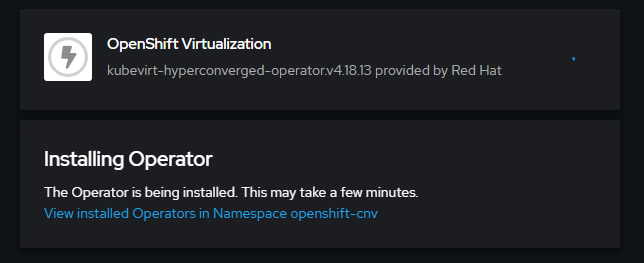 OpenShift Virtualization
kubevirt-hyperconverged-operator.v4.18.13 provided by Red Hat
Installing Operator
The Operator is being installed. This may take a few minutes.
View installed Operators in Namespace openshift-cnv